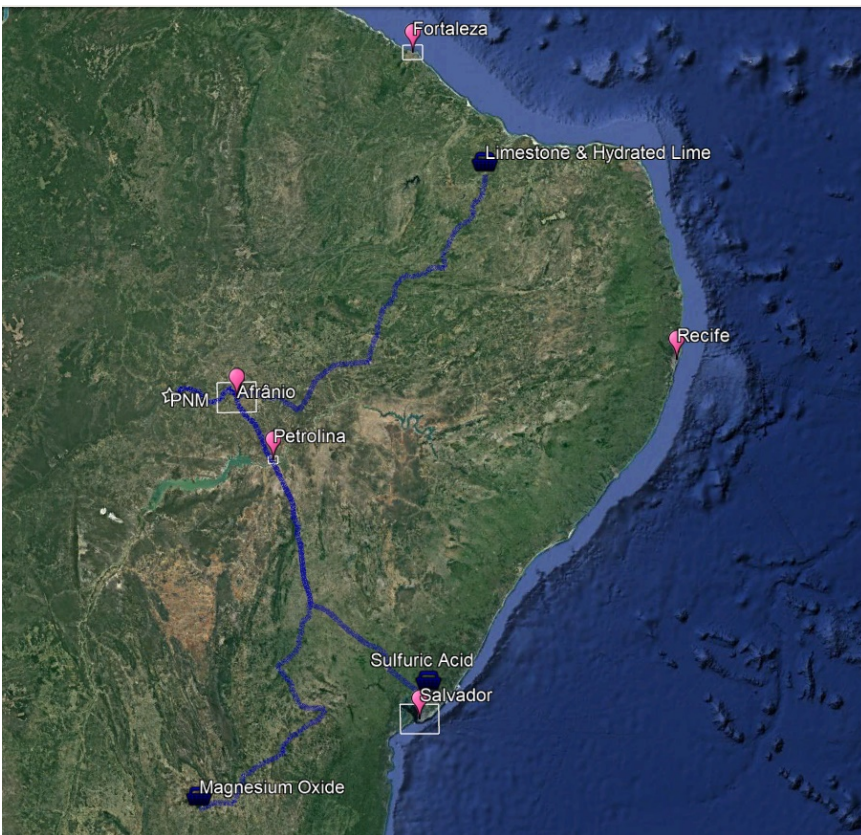 Fortaleza
Limestone & Hydrated Lime
Recife
PNM
Afrânio
Petrolina
Sulfuric Acid
Salvador
Magnesium Oxide